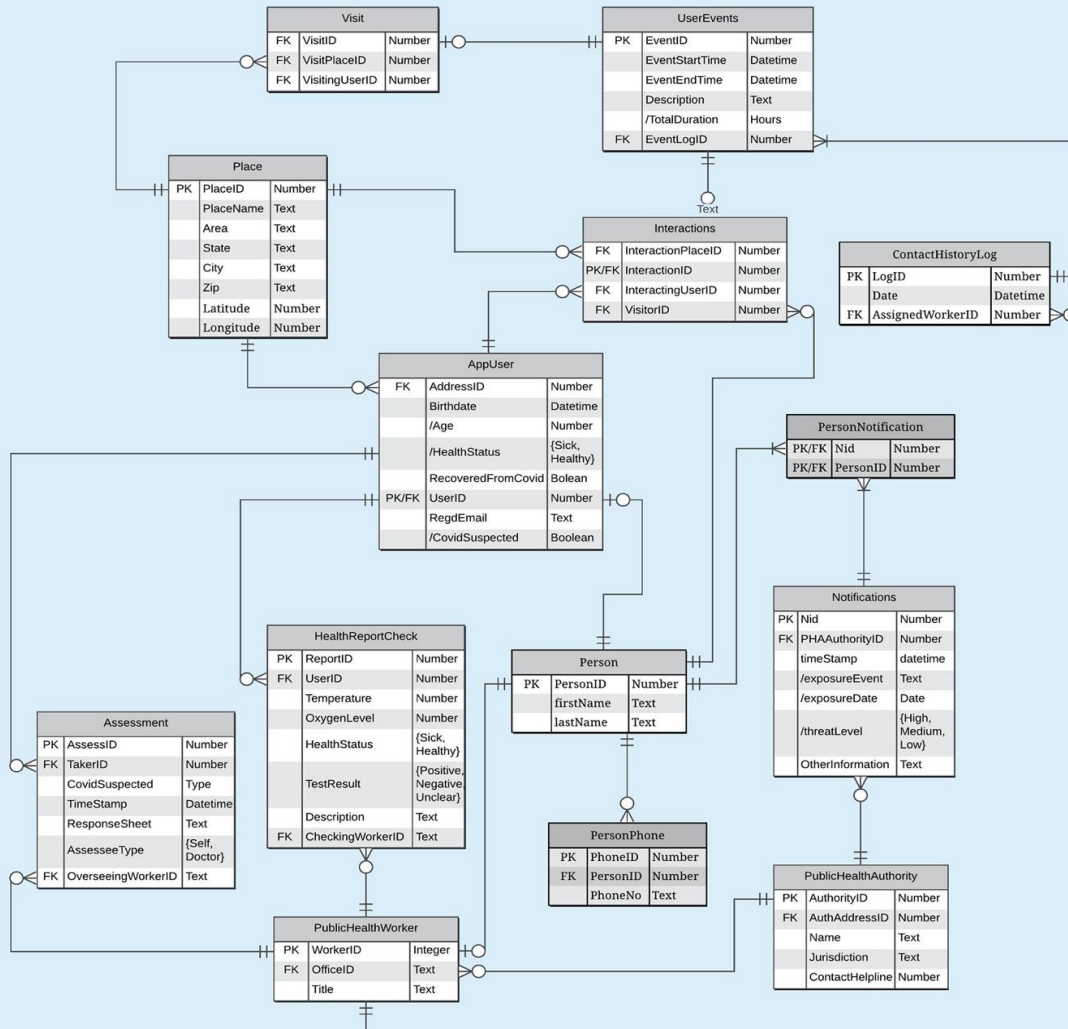 Visit
FK VisitID Number
FK VisitPlaceID Number
FK VisitingUserID Number
UserEvents
PK EventID Number
EventStartTime Datetime
EventEndTime Datetime
Description Text
/TotalDuration Hours
FK EventLogID Number
Text
Place
PK PlaceID Number
PlaceName Text
Area Text
State Text
City Text
Zip Text
Latitude Number
Longitude Number
Interactions
FK InteractionPlaceID Number
PK/FK InteractionID Number
FK InteractingUserID Number
FK VisitorID Number
ContactHistoryLog
PK LogID Number
Date Datetime
FK AssignedWorkerID Number
AppUser
FK AddressID Number
Birthdate Datetime
/Age Number
/HealthStatus {Sick,
Healthy}
RecoveredFromCovid Bolean
PK/FK UserID Number
RegdEmail Text
/CovidSuspected Boolean
PersonNotification
PK/FK Nid Number
PK/FK PersonID Number
Notifications
PK Nid Number
FK PHAAuthorityID Number
timeStamp datetime
/exposureEvent Text
/exposureDate Date
/threatLevel {High,
Medium,
Low}
OtherInformation Text
HealthReportCheck
PK ReportID Number
FK UserID Number
Temperature Number
OxygenLevel Number
HealthStatus {Sick,
Healthy}
TestResult {Positive,
Negative,
Unclear}
Description Text
FK CheckingWorkerID Text
Person
PK PersonID Number
firstName Text
lastName Text
Assessment
PK AssessID Number
FK TakerID Number
CovidSuspected Type
TimeStamp Datetime
ResponseSheet Text
AssesseeType {Self,
Doctor}
FK OverseeingWorkerID Text
PersonPhone
PK PhoneID Number
FK PersonID Number
PhoneNo Text
PublicHealthAuthority
PK AuthorityID Number
FK AuthAddressID Number
Name Text
Jurisdiction Text
ContactHelpline Number
PublicHealthWorker
PK WorkerID Integer
FK OfficeID Text
Title Text